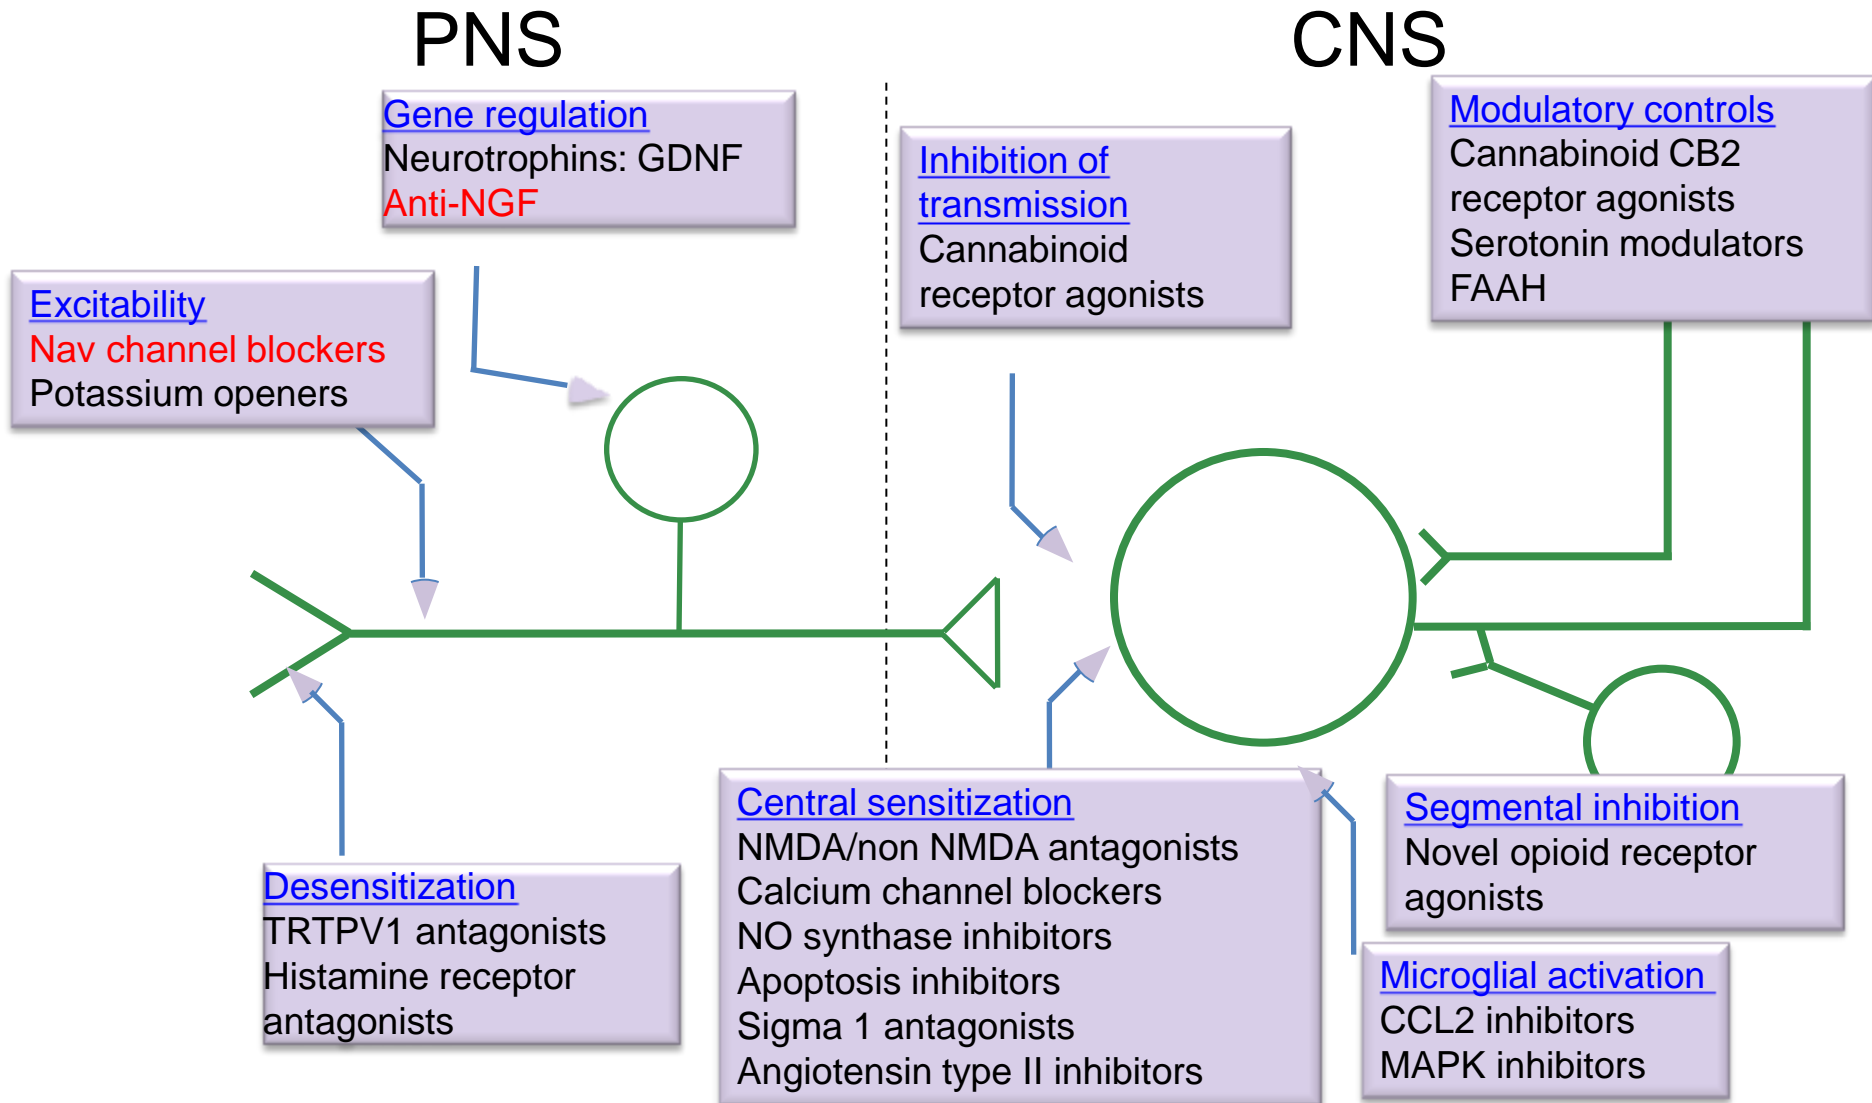 PNS
CNS
Gene regulation
Neurotrophins: GDNF
Anti-NGF
Excitability
Nav channel blockers
Potassium openers
Desensitization
TRTPV1 antagonists
Histamine receptor
antagonists
Inhibition of
transmission
Cannabinoid
receptor agonists
Modulatory controls
Cannabinoid CB2
receptor agonists
Serotonin modulators
FAAH
Central sensitization
NMDA/non NMDA antagonists
Calcium channel blockers
NO synthase inhibitors
Apoptosis inhibitors
Sigma 1 antagonists
Angiotensin type II inhibitors
Segmental inhibition
Novel opioid receptor
agonists
Microglial activation
CCL2 inhibitors
MAPK inhibitors